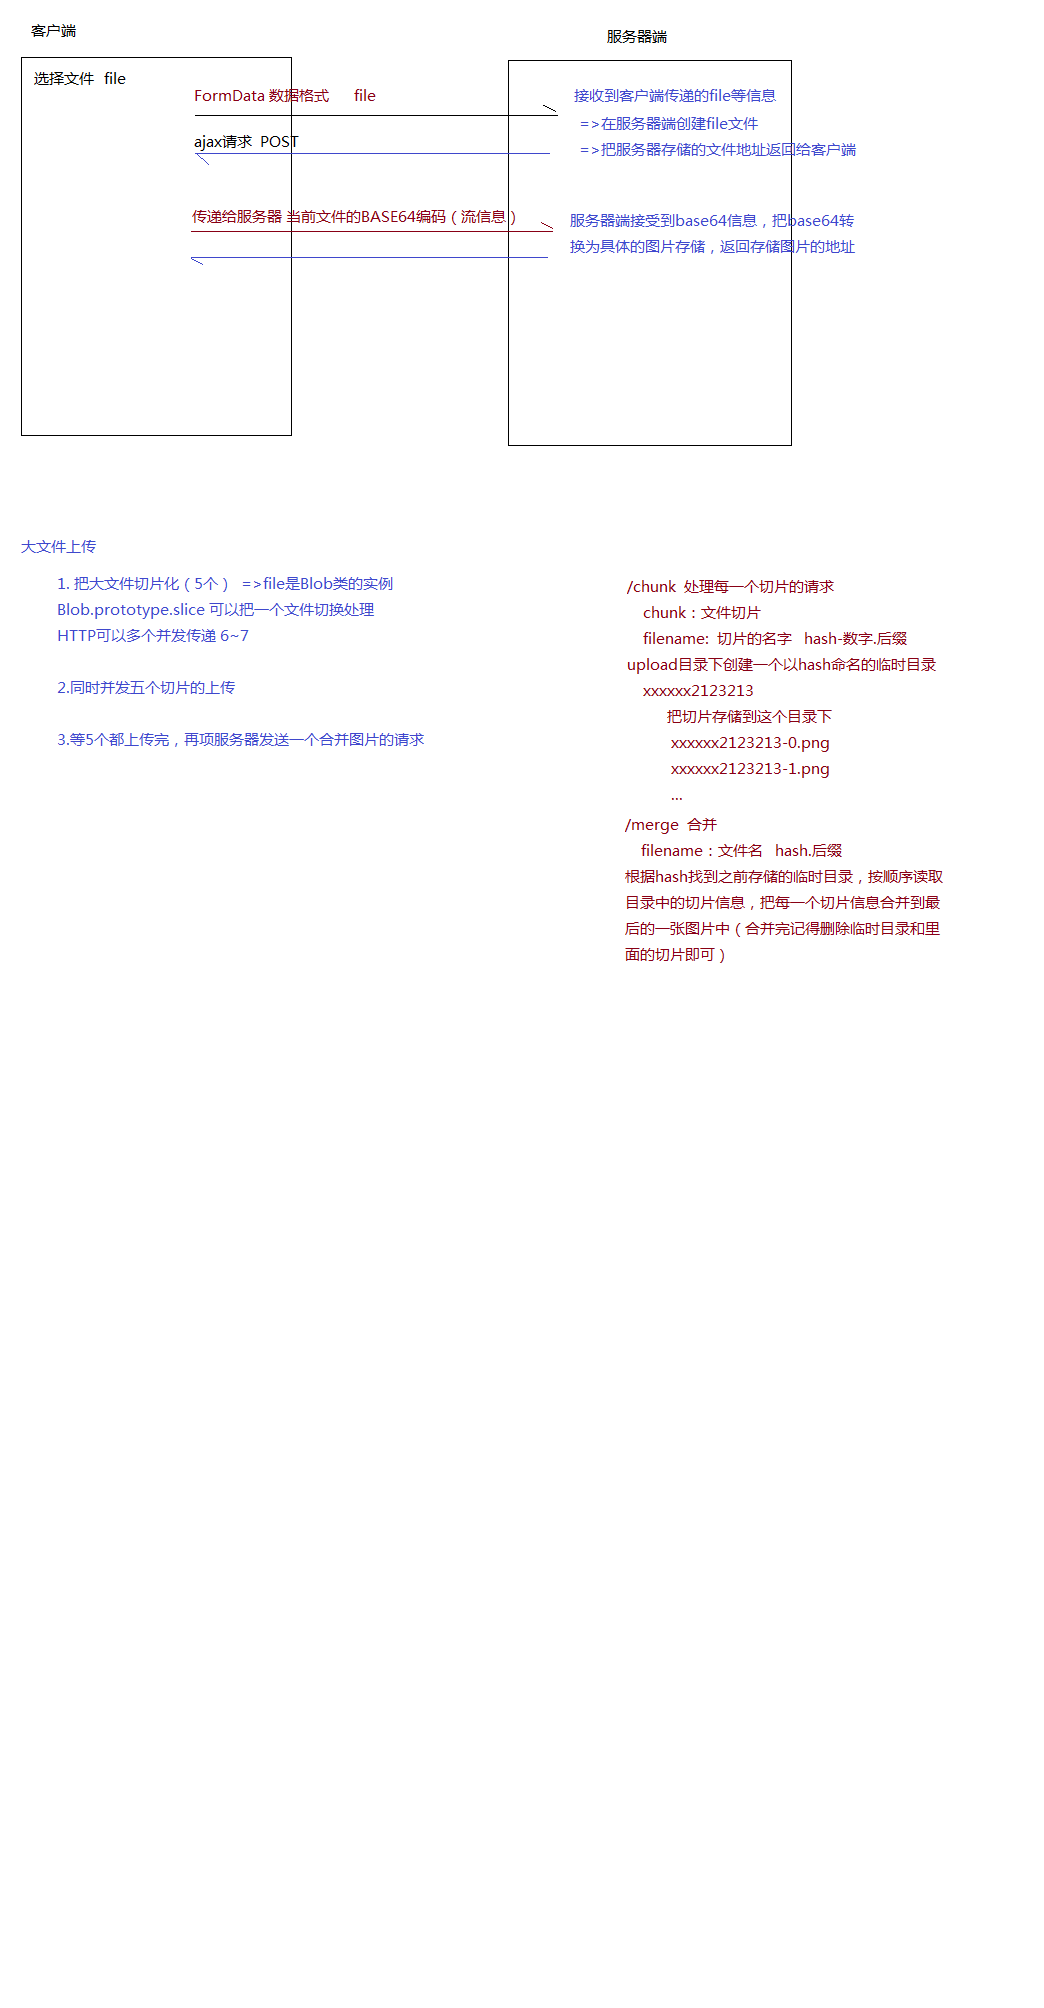 客户端
服务器端
选择文件  file
FormData 数据格式      file
ajax请求  POST
接收到客户端传递的file等信息
=>在服务器端创建file文件
=>把服务器存储的文件地址返回给客户端
传递给服务器 当前文件的BASE64编码（流信息）
服务器端接受到base64信息，把base64转
换为具体的图片存储，返回存储图片的地址
大文件上传
1. 把大文件切片化（5个）  =>file是Blob类的实例
Blob.prototype.slice 可以把一个文件切换处理
HTTP可以多个并发传递 6~7
2.同时并发五个切片的上传
3.等5个都上传完，再项服务器发送一个合并图片的请求
/chunk  处理每一个切片的请求
chunk：文件切片
filename:  切片的名字   hash-数字.后缀
upload目录下创建一个以hash命名的临时目录
xxxxxx2123213
把切片存储到这个目录下
xxxxxx2123213-0.png
xxxxxx2123213-1.png
...
/merge  合并
filename：文件名   hash.后缀
根据hash找到之前存储的临时目录，按顺序读取
目录中的切片信息，把每一个切片信息合并到最
后的一张图片中（合并完记得删除临时目录和里
面的切片即可）